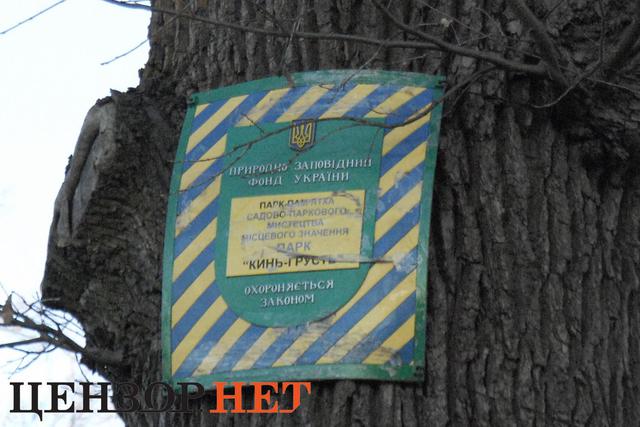 ПРИРОДНО ЗАПОВІДНИЙ
ФОНД УКРАЇНИ
ПАРК-ПАМ'ЯТКА
САДОВО-ПАРКОВОГО
МИСТЕЦТВА
МІСЦЕВОГО ЗНАЧЕННЯ
ПАРК
"КИНЬ-ГРУСТЬ"
ОХОРОНЯЄТЬСЯ
ЗАКОНОМ
ЦЕНЗОР НЕТ